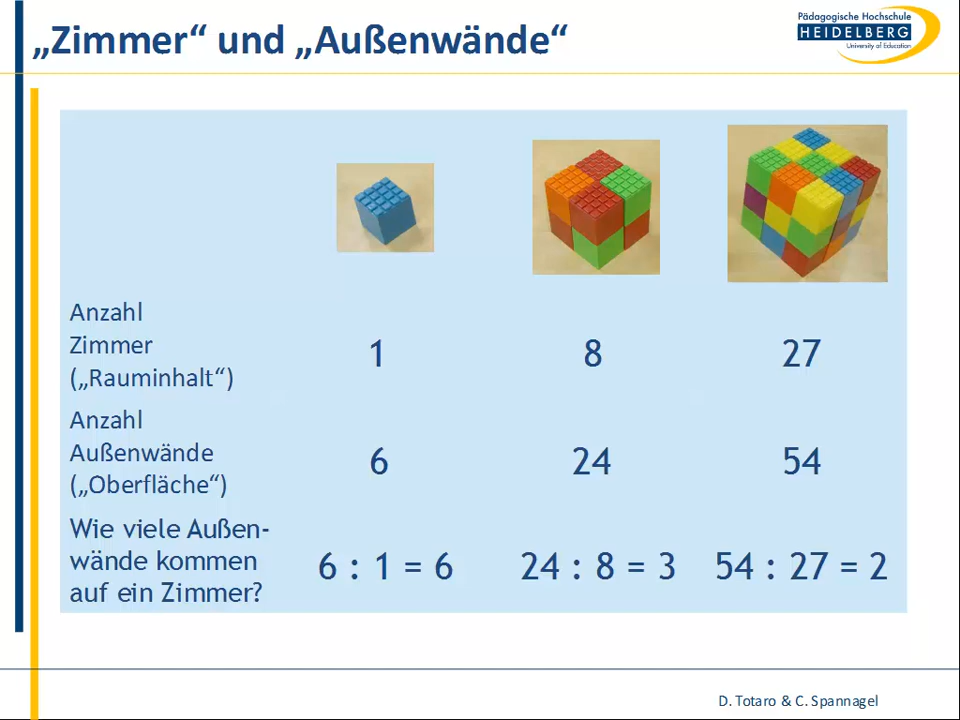 „Zimmer“ und „Außenwände“
Pädagogische Hochschule
HEIDELBERG
University of Education
Anzahl
Zimmer
(„Rauminhalt“)
1
8
27
Anzahl
Außenwände
(„Oberfläche“)
6
24
54
Wie viele Außen-
wände kommen
auf ein Zimmer?
6 : 1 = 6
24 : 8 = 3
54 : 27 = 2
D. Totaro & C. Spannagel